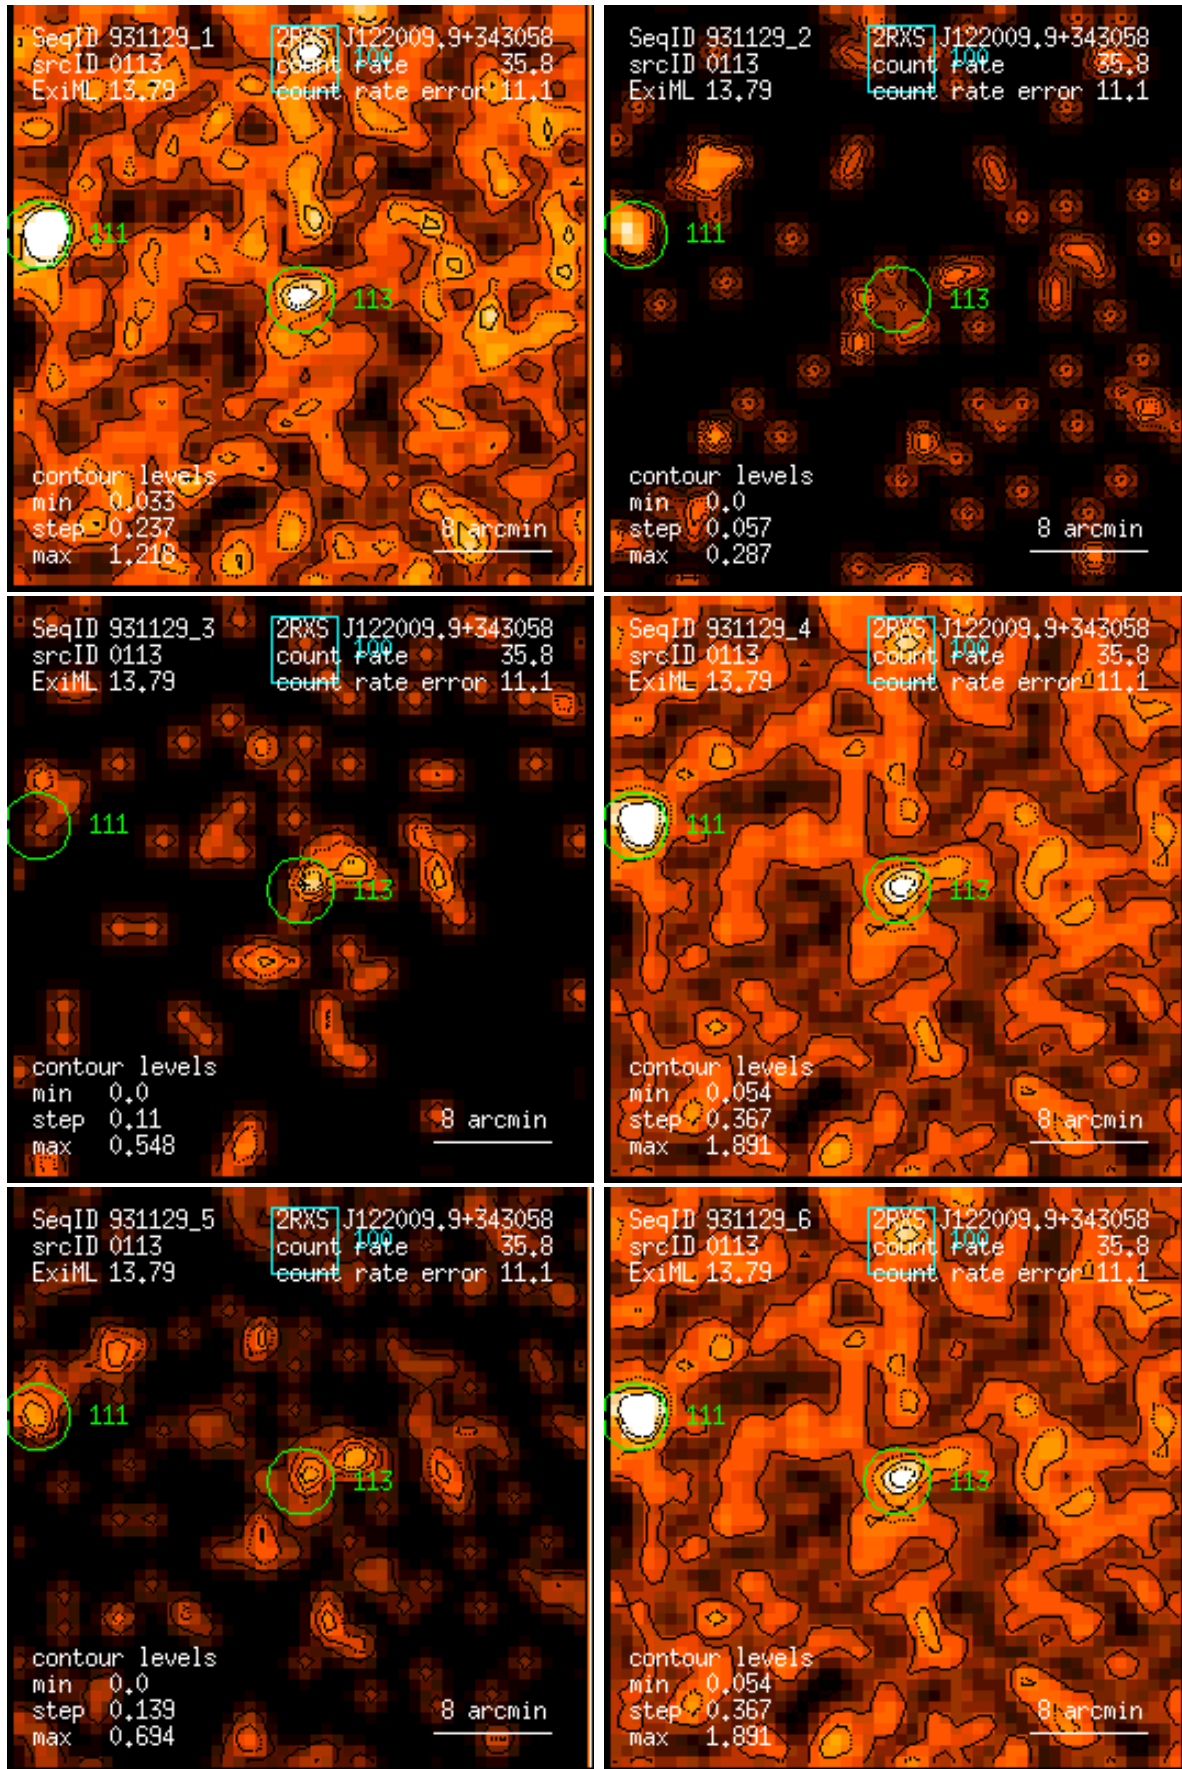 SeqID 931129_1 2RXS J122009.9+343058
srcID 0113 count rate 35.8
100
ExiML 13.79 count rate error 11.1
111
113
contour levels
min 0.033
step 0.237
max 1.218
8 arcmin
SeqID 931129_2 2RXS J122009.9+343058
srcID 0113 count rate 35.8
100
ExiML 13.79 count rate error 11.1
111
113
contour levels
min 0.0
step 0.057
max 0.287
8 arcmin
SeqID 931129_3 2RXS J122009.9+343058
srcID 0113 count rate 35.8
100
ExiML 13.79 count rate error 11.1
111
113
contour levels
min 0.0
step 0.11
max 0.548
8 arcmin
SeqID 931129_4 2RXS J122009.9+343058
srcID 0113 count rate 35.8
100
ExiML 13.79 count rate error 11.1
111
113
contour levels
min 0.054
step 0.367
max 1.891
8 arcmin
SeqID 931129_5 2RXS J122009.9+343058
srcID 0113 count rate 35.8
100
ExiML 13.79 count rate error 11.1
111
113
contour levels
min 0.0
step 0.139
max 0.694
8 arcmin
SeqID 931129_6 2RXS J122009.9+343058
srcID 0113 count rate 35.8
100
ExiML 13.79 count rate error 11.1
111
113
contour levels
min 0.054
step 0.367
max 1.891
8 arcmin